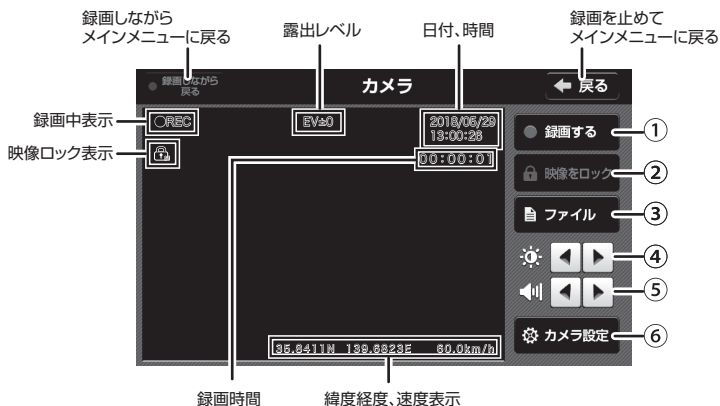 録画しながら
メインメニューに戻る
露出レベル
日付、時間
録画を止めて
メインメニューに戻る
録画しながら
戻る
カメラ
戻る
録画中表示
○REC
EV±0
2018/06/29
13:00:26
録画する
①
映像ロック表示
00:00:01
映像をロック
②
ファイル
③
④
⑤
カメラ設定
⑥
35.8411N 139.6823E 60.0km/h
録画時間
緯度経度、速度表示